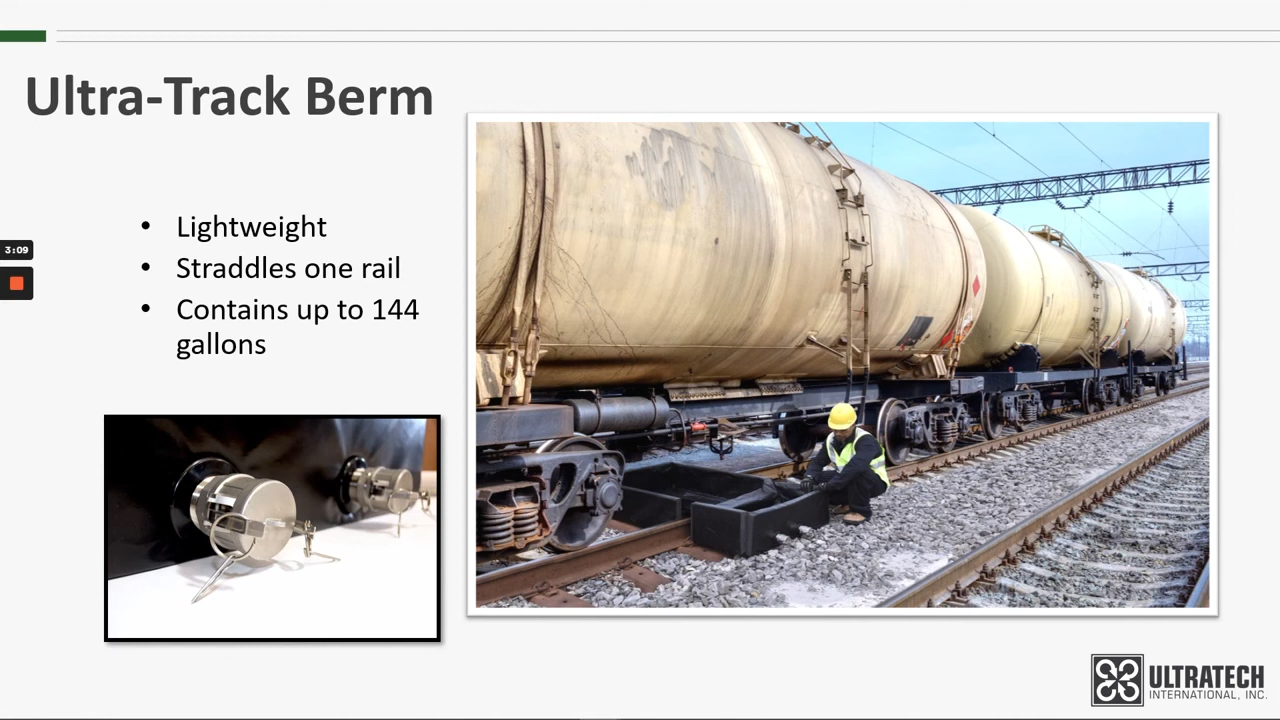 Ultra-Track Berm
• Lightweight
• Straddles one rail
• Contains up to 144
gallons
3:09
ULTRATECH
INTERNATIONAL, INC.